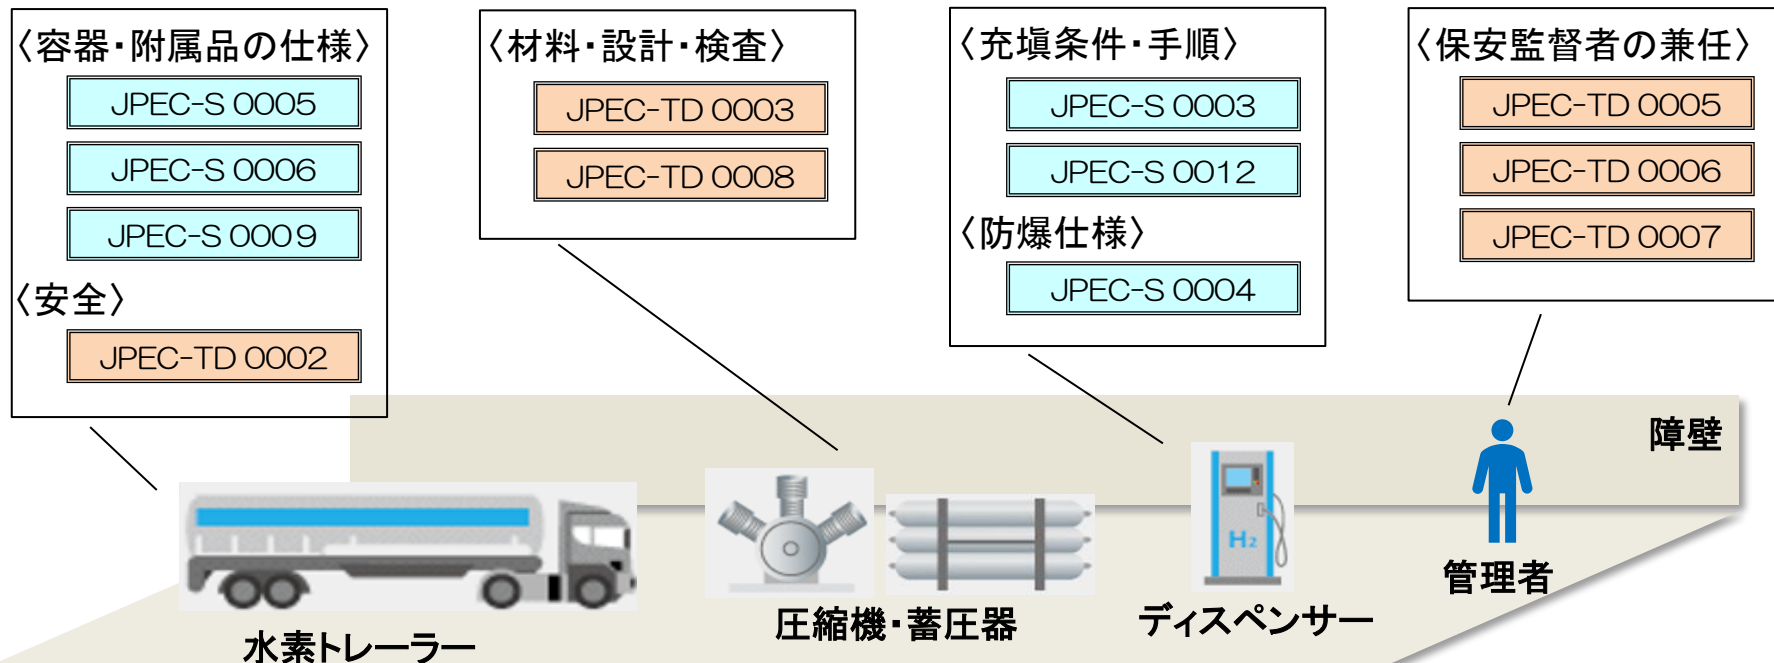 〈容器・附属品の仕様〉
JPEC-S 0005
JPEC-S 0006
JPEC-S 0009
〈安全〉
JPEC-TD 0002
〈材料・設計・検査〉
JPEC-TD 0003
JPEC-TD 0008
〈充塡条件・手順〉
JPEC-S 0003
JPEC-S 0012
〈防爆仕様〉
JPEC-S 0004
〈保安監督者の兼任〉
JPEC-TD 0005
JPEC-TD 0006
JPEC-TD 0007
障壁
H2
水素トレーラー
圧縮機・蓄圧器
ディスペンサー
管理者